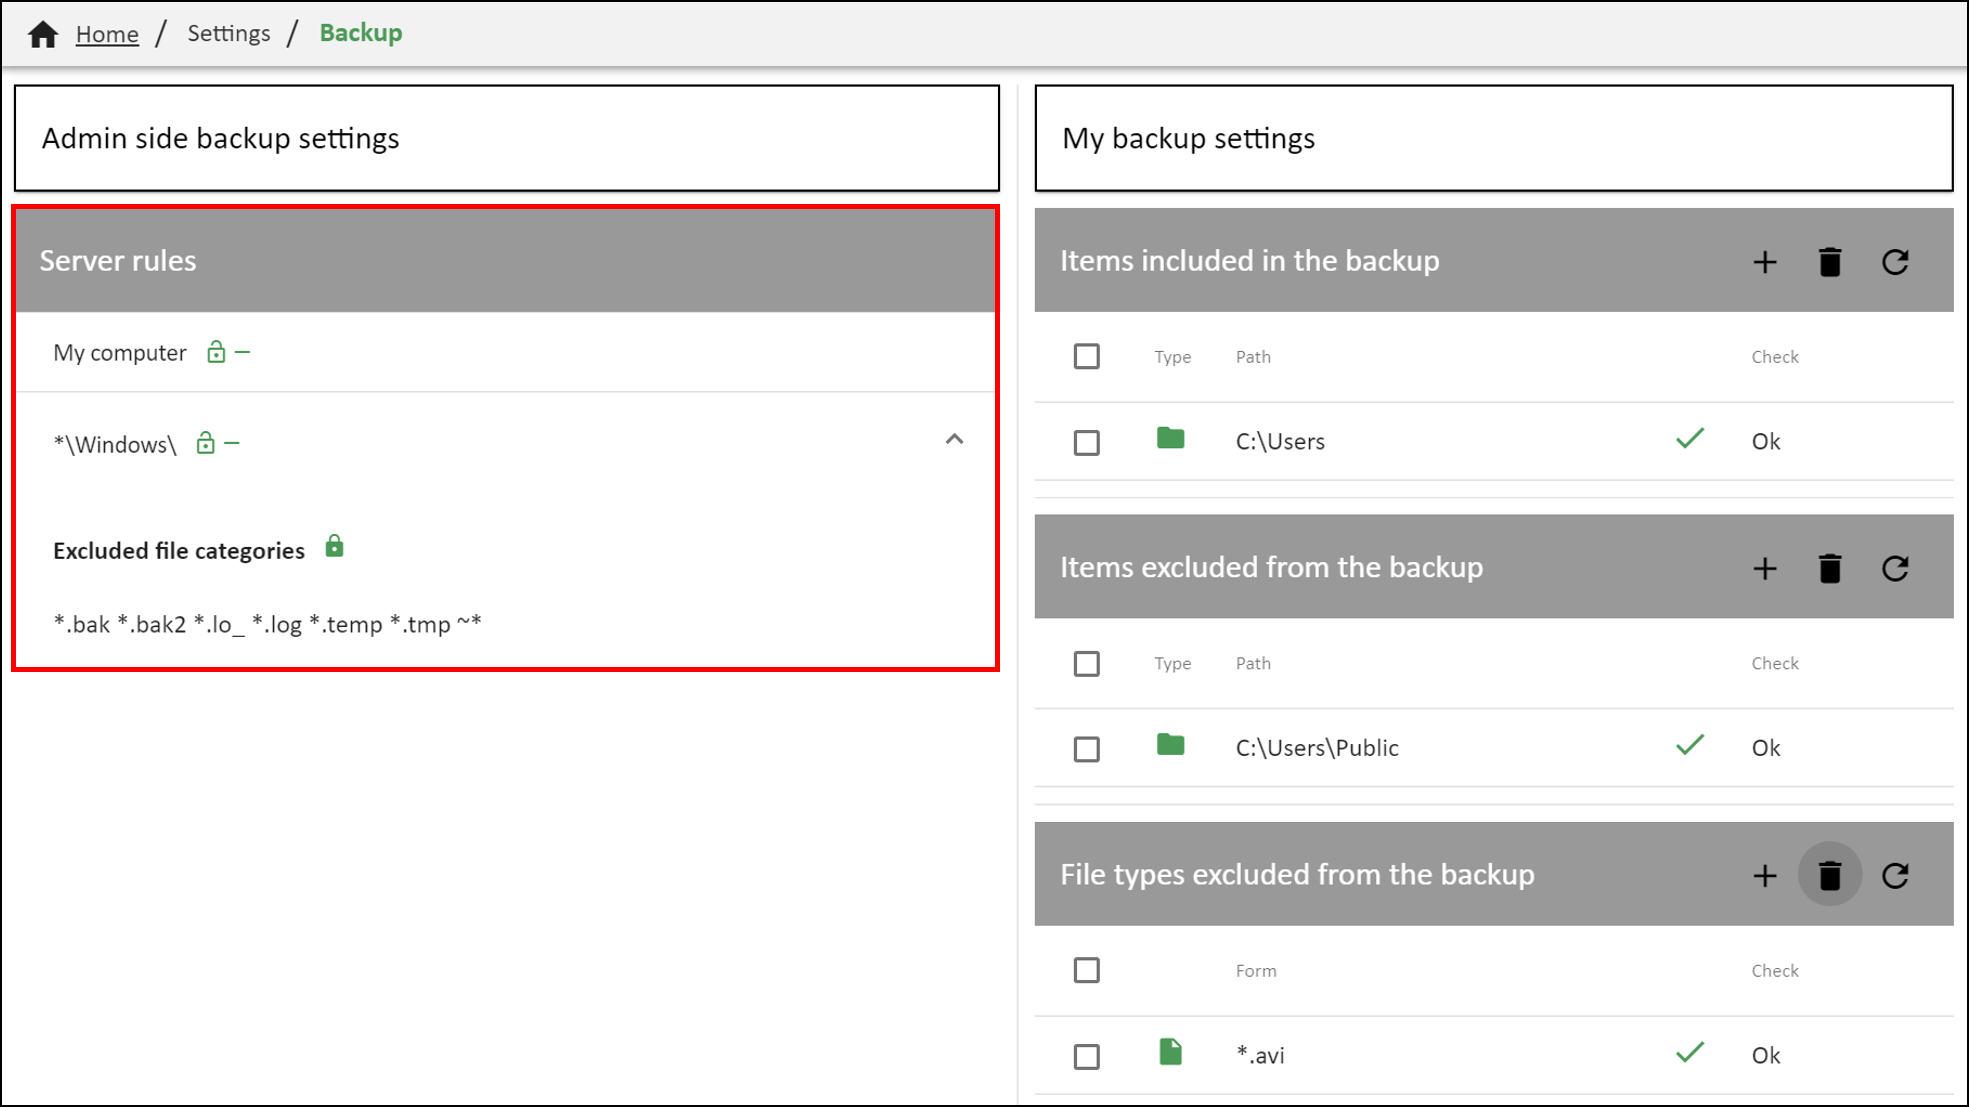 Home / Settings / Backup
Admin side backup settings
Server rules
My computer
*\Windows\
Excluded file categories
*.bak *.bak2 *.lo_ *.log *.temp *.tmp ~*
My backup settings
Items included in the backup
Type Path Check
C:\Users Ok
Items excluded from the backup
Type Path Check
C:\Users\Public Ok
File types excluded from the backup
Form Check
*.avi Ok